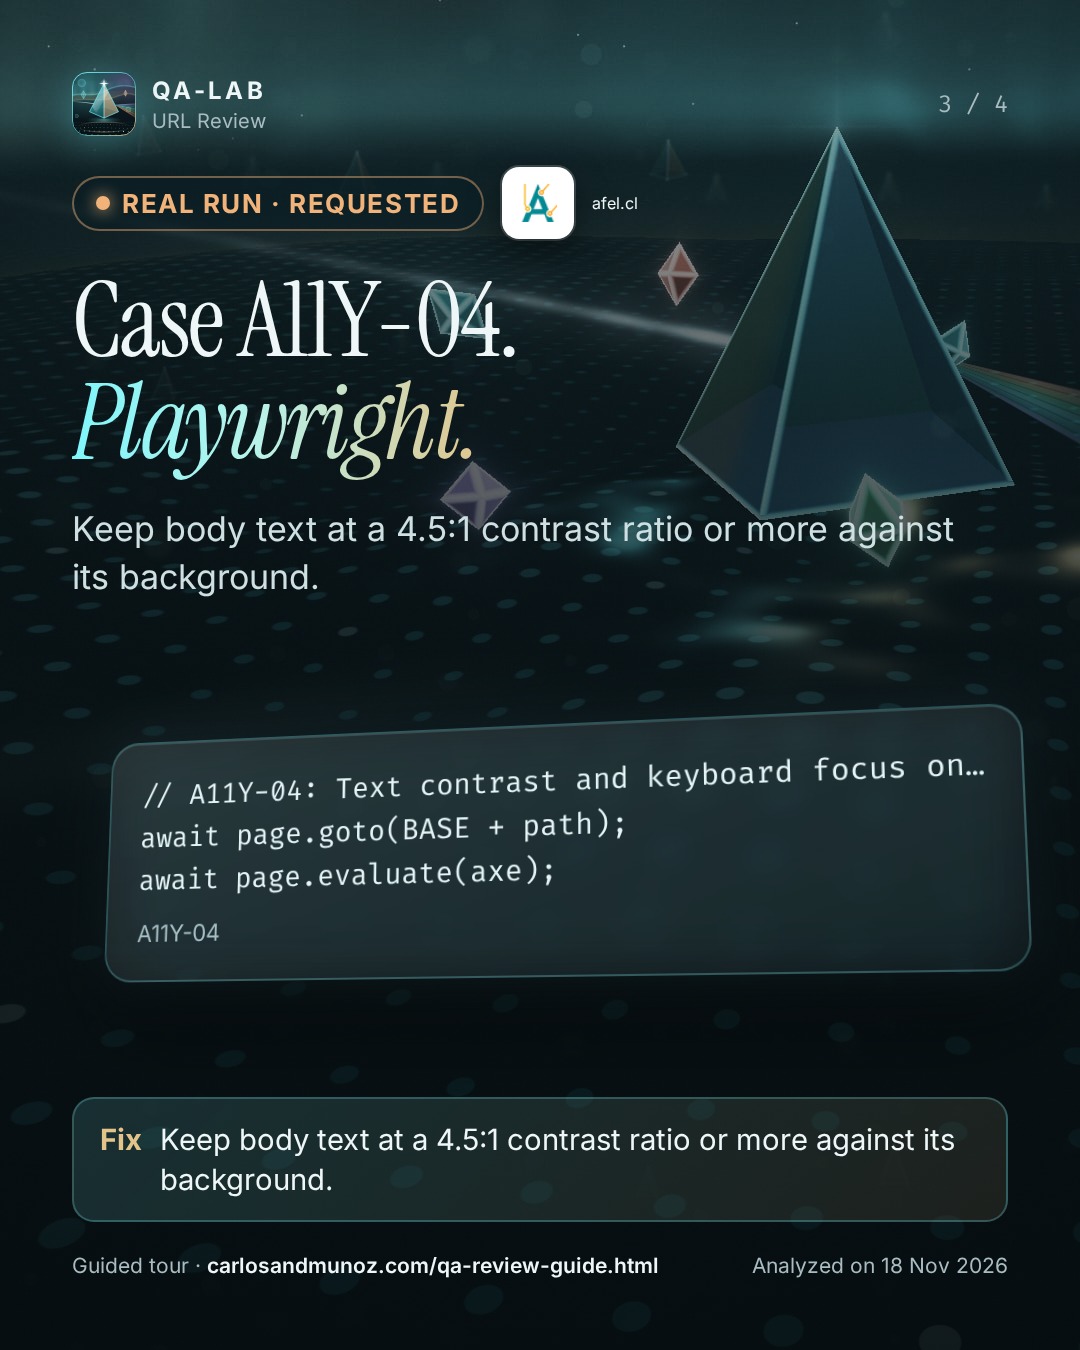 QA-LAB
URL Review
3 / 4
REAL RUN · REQUESTED
afel.cl
Case A11Y-04.
Playwright.
Keep body text at a 4.5:1 contrast ratio or more against
its background.
// A11Y-04: Text contrast and keyboard focus on…
await page.goto(BASE + path);
await page.evaluate(axe);
A11Y-04
Fix Keep body text at a 4.5:1 contrast ratio or more against its
background.
Guided tour · carlosandmunoz.com/qa-review-guide.html
Analyzed on 18 Nov 2026